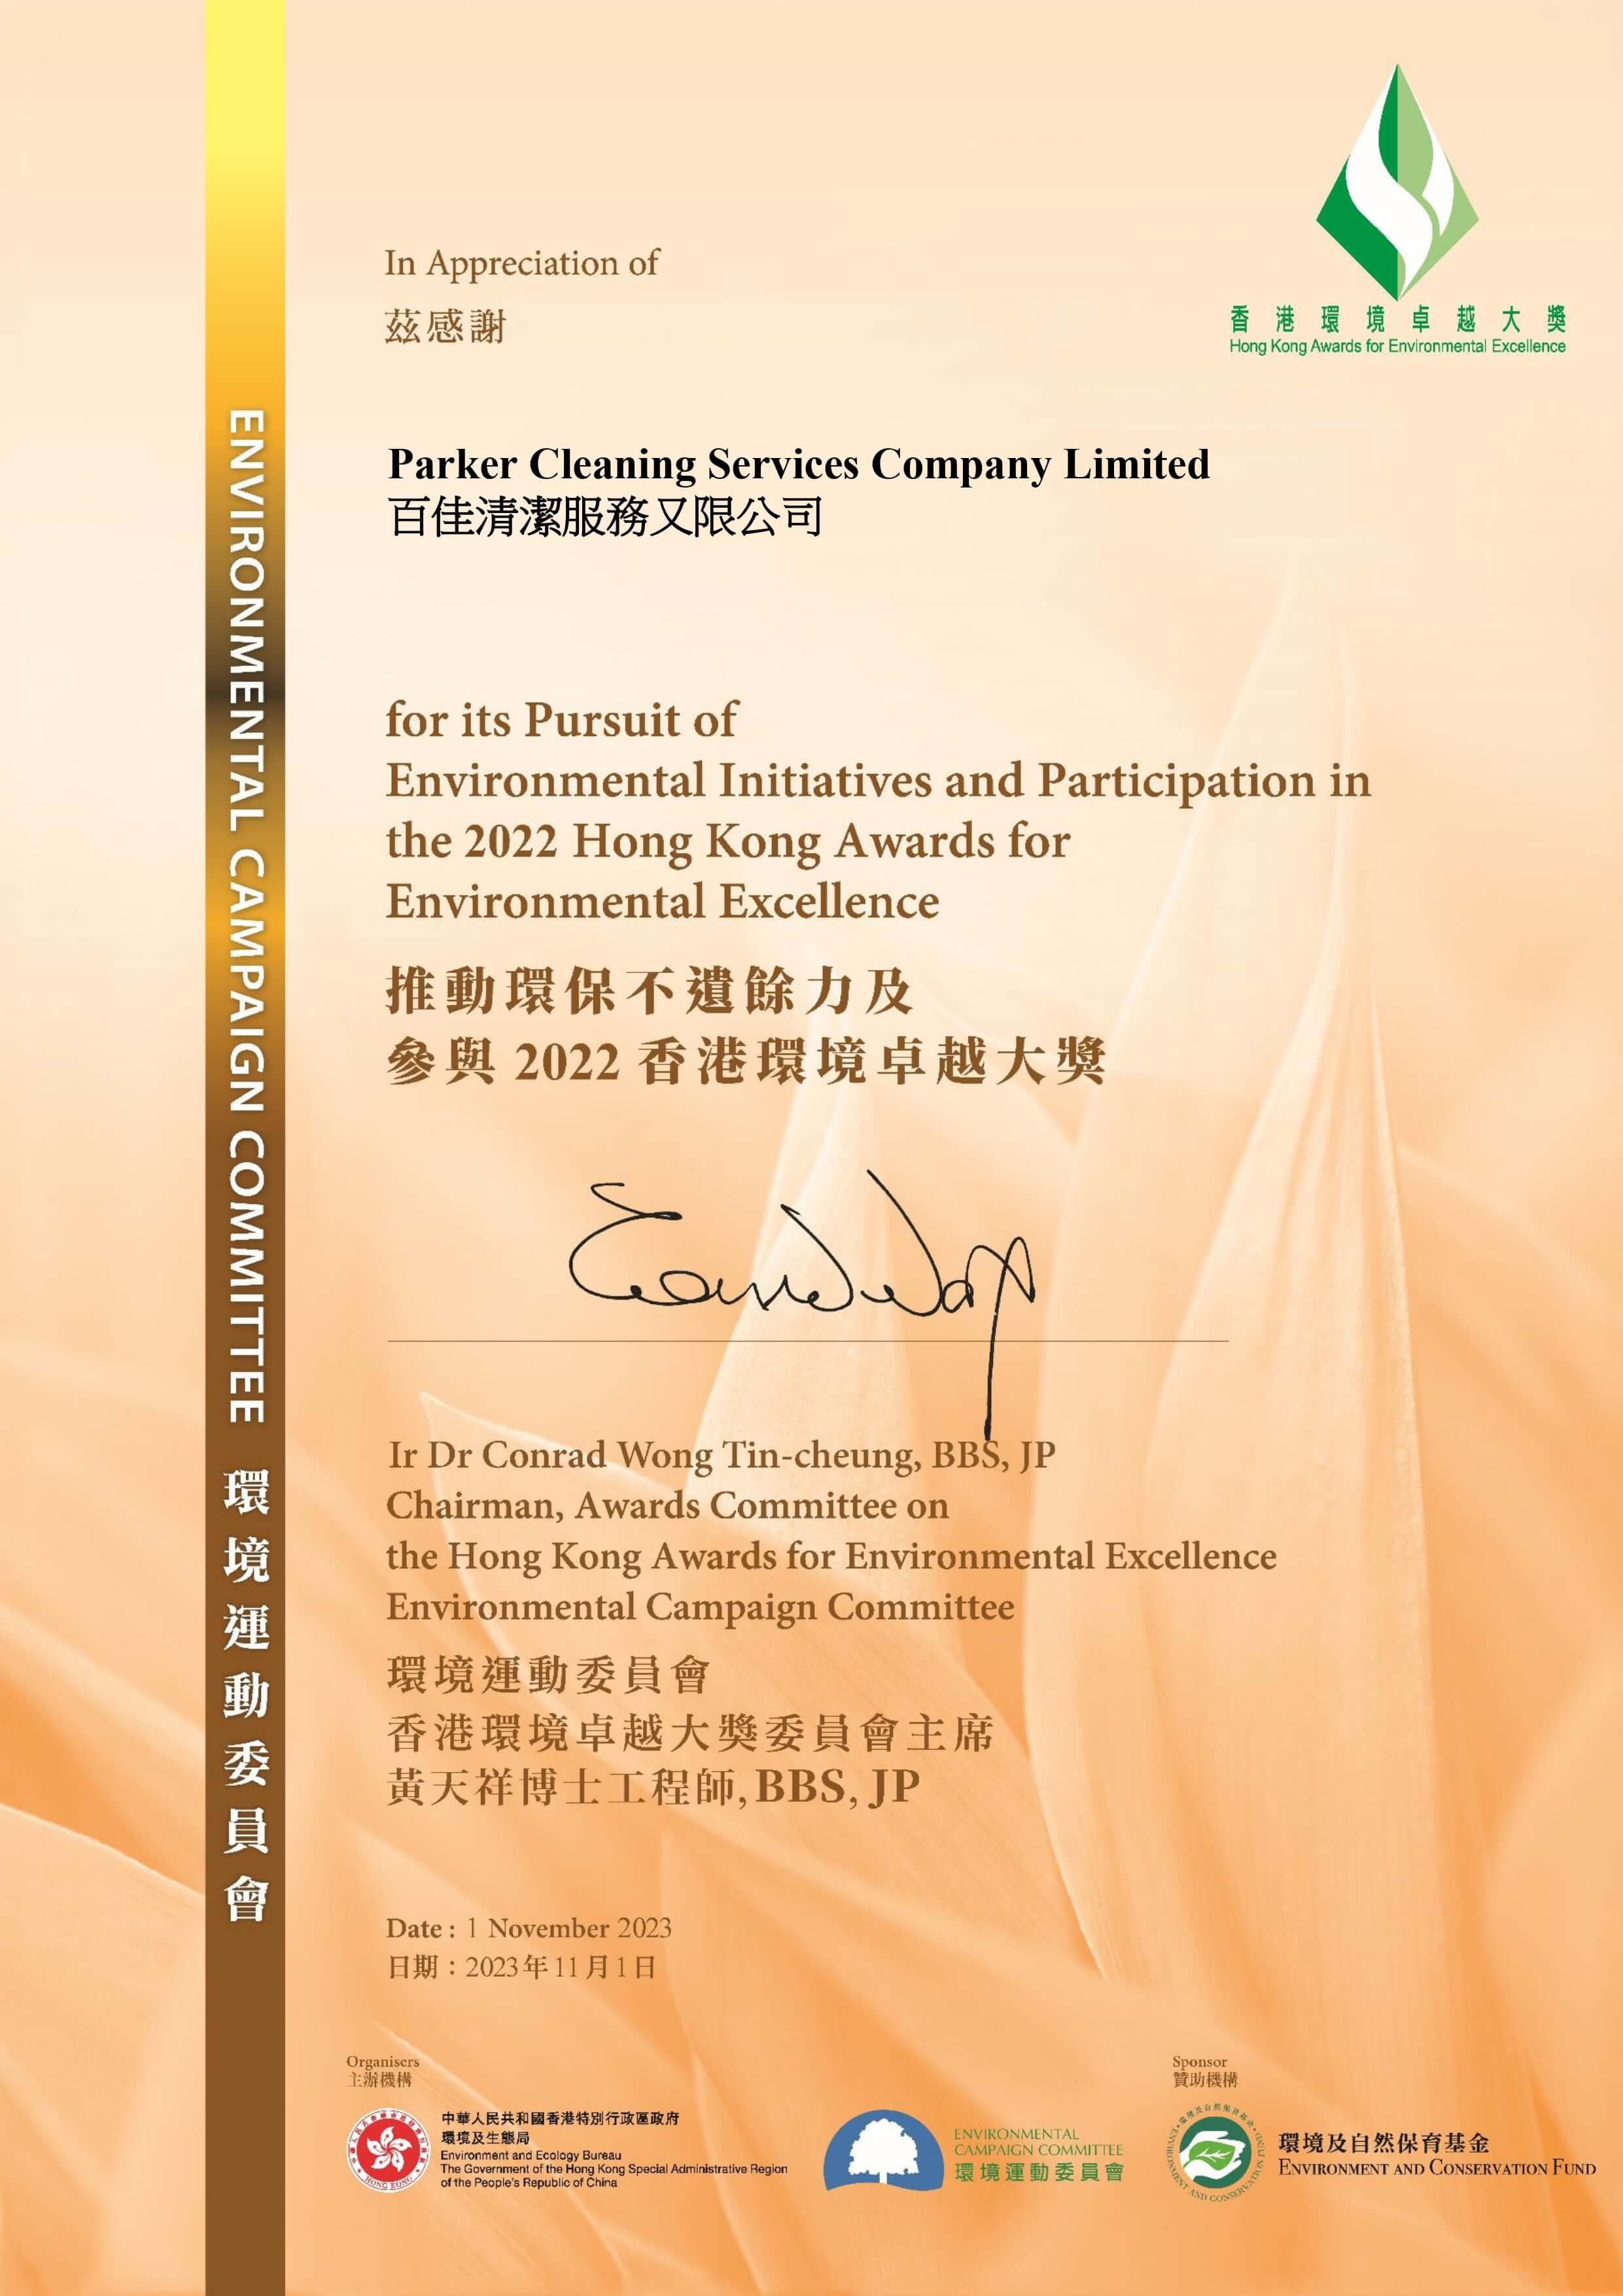 香港環境卓越大獎
Hong Kong Awards for Environmental Excellence
In Appreciation of
茲感謝
Parker Cleaning Services Company Limited
百佳清潔服務又限公司
for its Pursuit of
Environmental Initiatives and Participation in
the 2022 Hong Kong Awards for
Environmental Excellence
推動環保不遺餘力及
參與 2022 香港環境卓越大獎
Ir Dr Conrad Wong Tin-cheung, BBS, JP
Chairman, Awards Committee on
the Hong Kong Awards for Environmental Excellence
Environmental Campaign Committee
環境運動委員會
香港環境卓越大獎委員會主席
黃天祥博士工程師, BBS, JP
Date : 1 November 2023
日期：2023年11月1日
ENVIRONMENTAL CAMPAIGN COMMITTEE 環境運動委員會
Organisers
主辦機構
中華人民共和國香港特別行政區政府
環境及生態局
Environment and Ecology Bureau
The Government of the Hong Kong Special Administrative Region
of the People's Republic of China
HONG KONG
ENVIRONMENTAL
CAMPAIGN COMMITTEE
環境運動委員會
Sponsor
贊助機構
環境及自然保育基金
ENVIRONMENT AND CONSERVATION FUND